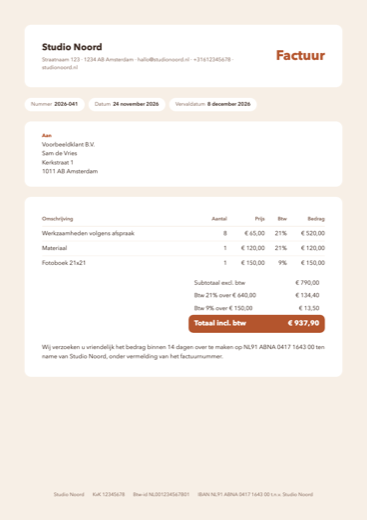 Studio Noord
Factuur
Straatnaam 123 · 1234 AB Amsterdam · hallo@studionoord.nl · +31612345678 ·
studionoord.nl
Nummer 2026-041 Datum 24 november 2026 Vervaldatum 8 december 2026
Aan
Voorbeeldklant B.V.
Sam de Vries
Kerkstraat 1
1011 AB Amsterdam
Omschrijving Aantal Prijs Btw Bedrag
Werkzaamheden volgens afspraak 8 € 65,00 21% € 520,00
Materiaal 1 € 120,00 21% € 120,00
Fotoboek 21x21 1 € 150,00 9% € 150,00
Subtotaal excl. btw € 790,00
Btw 21% over € 640,00 € 134,40
Btw 9% over € 150,00 € 13,50
Totaal incl. btw € 937,90
Wij verzoeken u vriendelijk het bedrag binnen 14 dagen over te maken op NL91 ABNA 0417 1643 00 ten
name van Studio Noord, onder vermelding van het factuurnummer.
Studio Noord KvK 12345678 Btw-id NL001234567B01 IBAN NL91 ABNA 0417 1643 00 t.n.v. Studio Noord